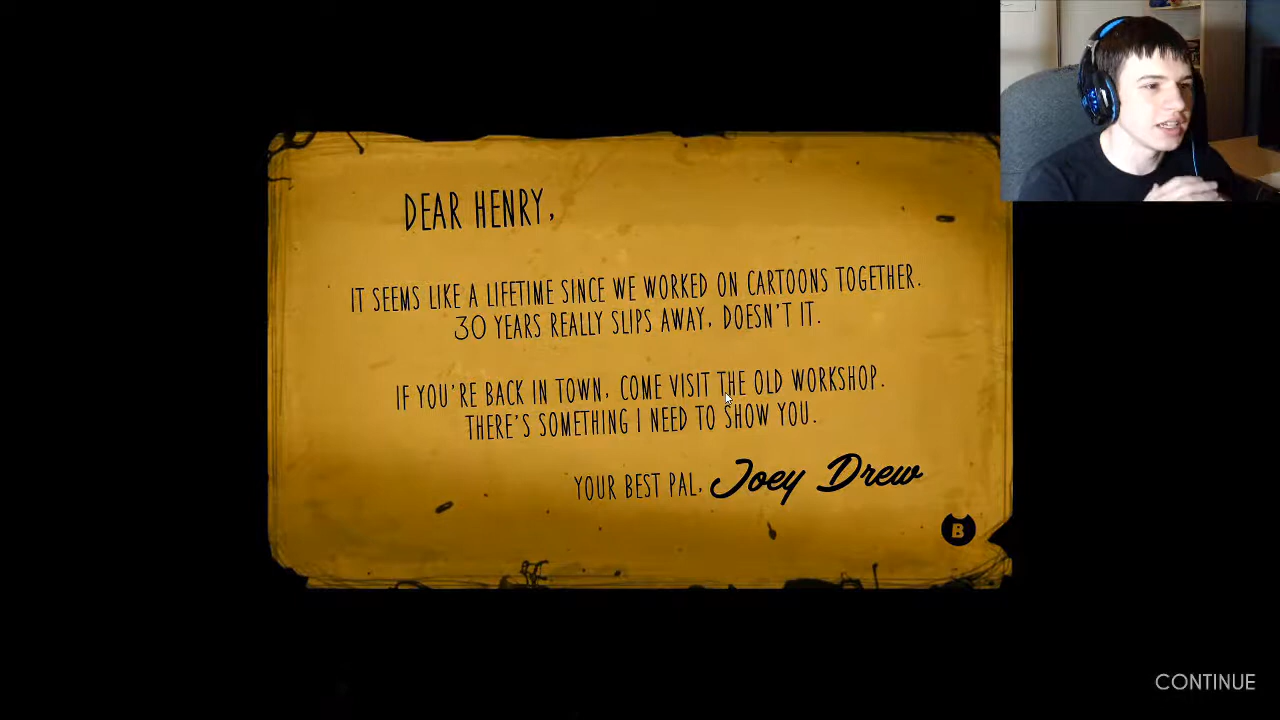 DEAR HENRY,
IT SEEMS LIKE A LIFETIME SINCE WE WORKED ON CARTOONS TOGETHER.
30 YEARS REALLY SLIPS AWAY, DOESN'T IT.
IF YOU'RE BACK IN TOWN, COME VISIT THE OLD WORKSHOP.
THERE'S SOMETHING I NEED TO SHOW YOU.
YOUR BEST PAL, Joey Drew
B
CONTINUE